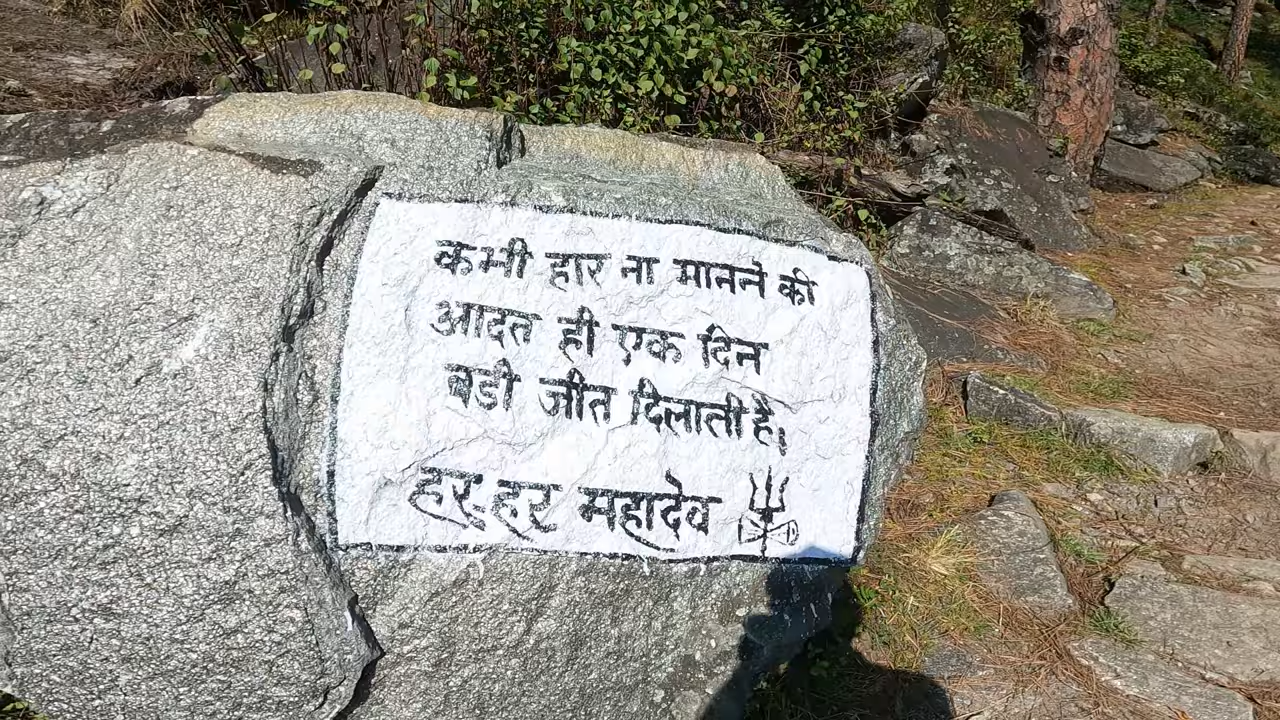 कभी हार ना मानने की
आदत ही एक दिन
बडी जीत दिलाती है।
हर-हर महादेव